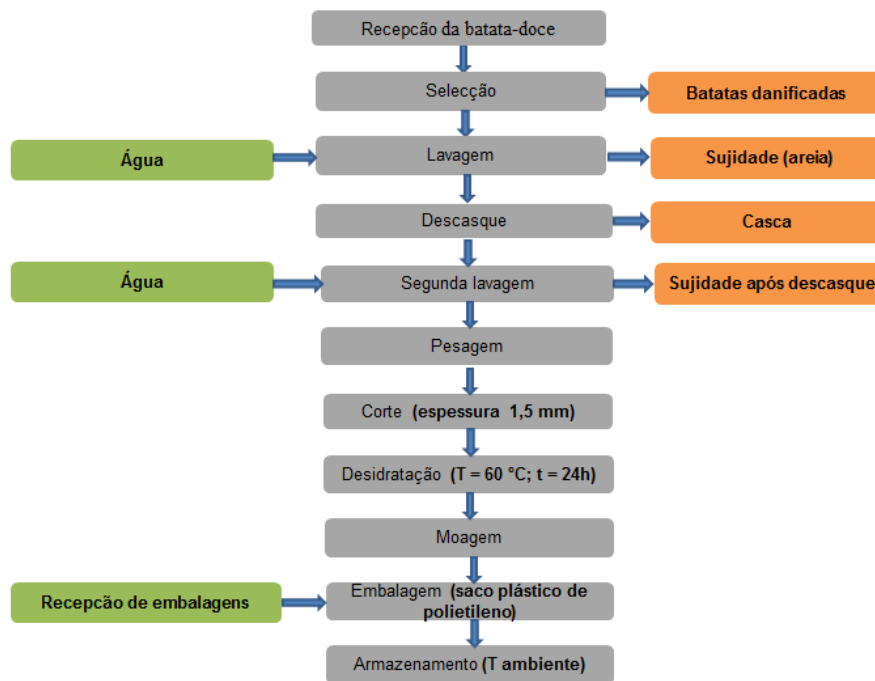 Recepção da batata-doce
Selecção
Batatas danificadas
Água
Lavagem
Sujidade (areia)
Descasque
Casca
Água
Segunda lavagem
Sujidade após descasque
Pesagem
Corte (espessura 1,5 mm)
Desidratação (T = 60 °C; t = 24h)
Moagem
Recepção de embalagens
Embalagem (saco plástico de
polietileno)
Armazenamento (T ambiente)